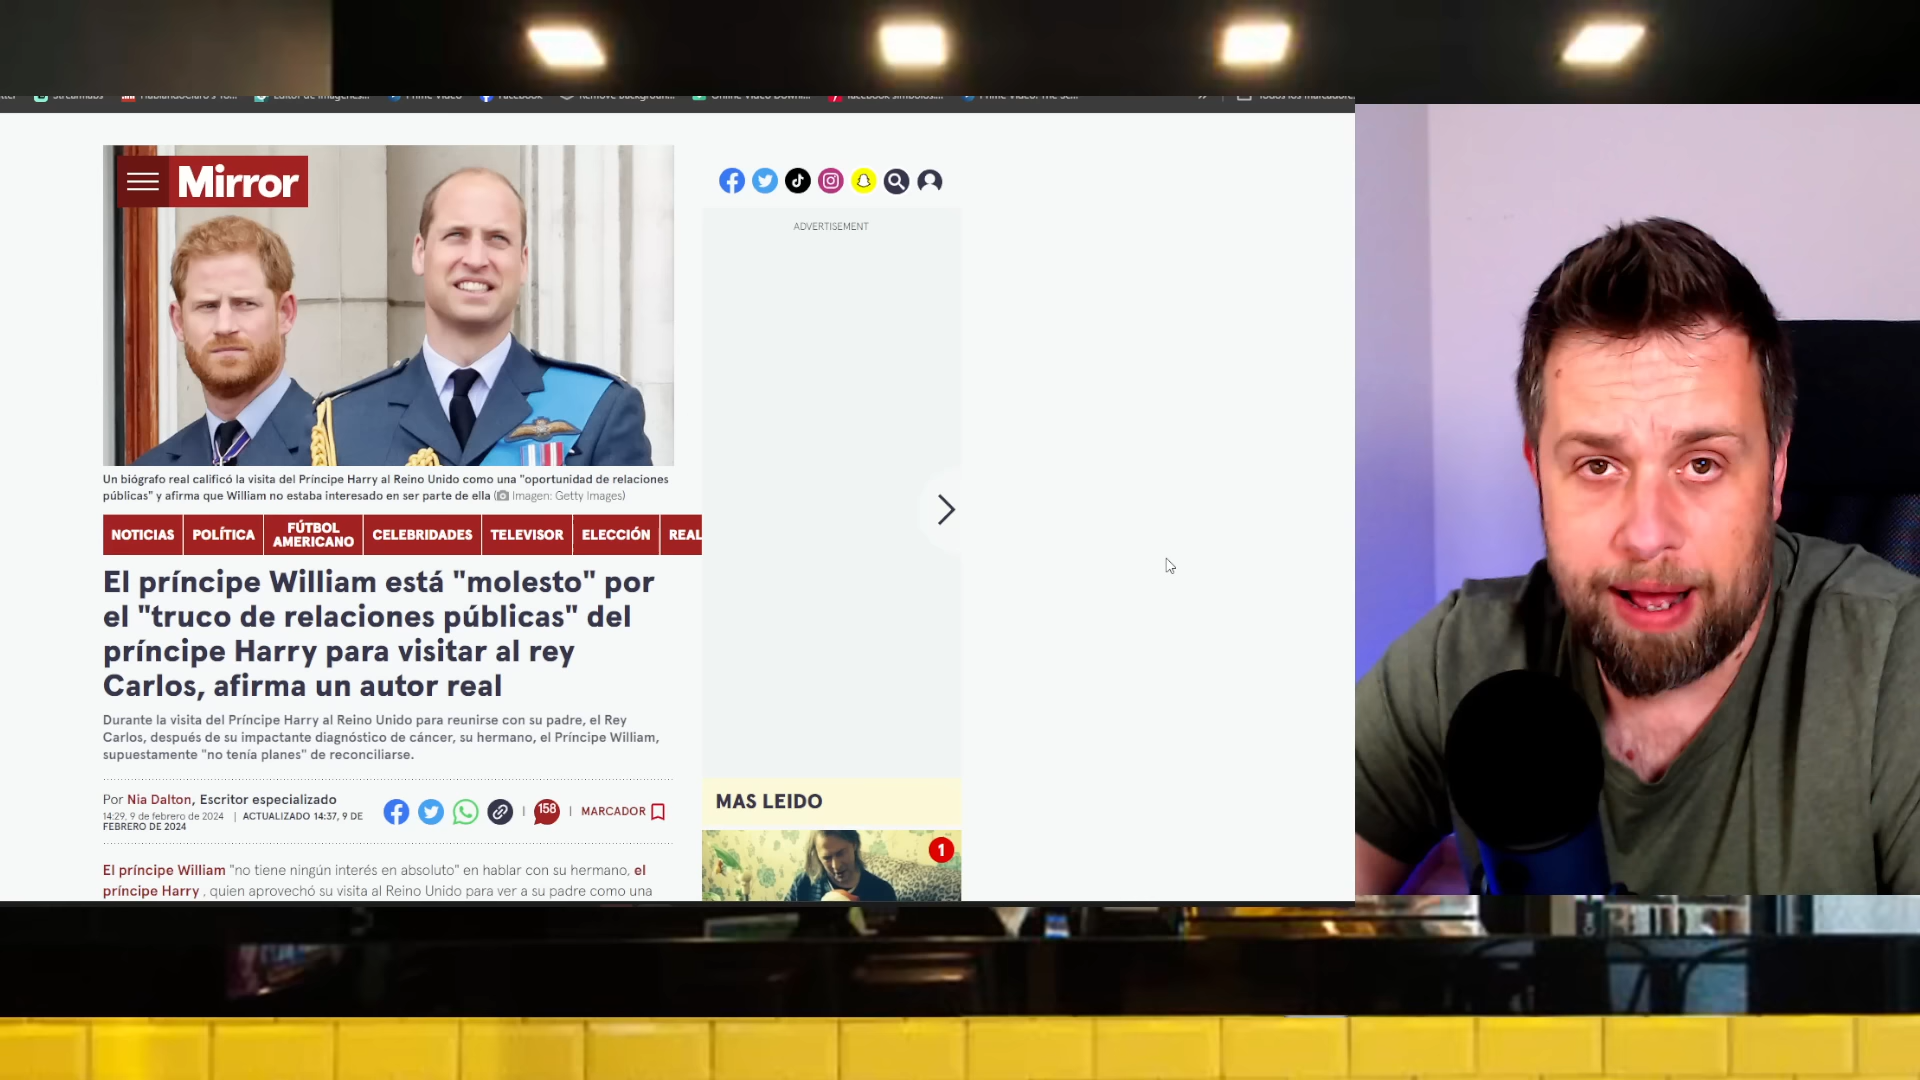 Prime Video
Facebook
Mirror
ADVERTISEMENT
Un biógrafo real calificó la visita del Príncipe Harry al Reino Unido como una "oportunidad de relaciones
públicas" y afirma que William no estaba interesado en ser parte de ella (Imagen: Getty Images)
NOTICIAS POLÍTICA FÚTBOL AMERICANO CELEBRIDADES TELEVISOR ELECCIÓN REAL
El príncipe William está "molesto" por
el "truco de relaciones públicas" del
príncipe Harry para visitar al rey
Carlos, afirma un autor real
Durante la visita del Príncipe Harry al Reino Unido para reunirse con su padre, el Rey
Carlos, después de su impactante diagnóstico de cáncer, su hermano, el Príncipe William,
supuestamente "no tenía planes" de reconciliarse.
Por Nia Dalton, Escritor especializado
14:29, 9 de febrero de 2024 | ACTUALIZADO 14:37, 9 DE
FEBRERO DE 2024
158
MARCADOR
El príncipe William "no tiene ningún interés en absoluto" en hablar con su hermano, el
príncipe Harry , quien aprovechó su visita al Reino Unido para ver a su padre como una
MAS LEIDO
1